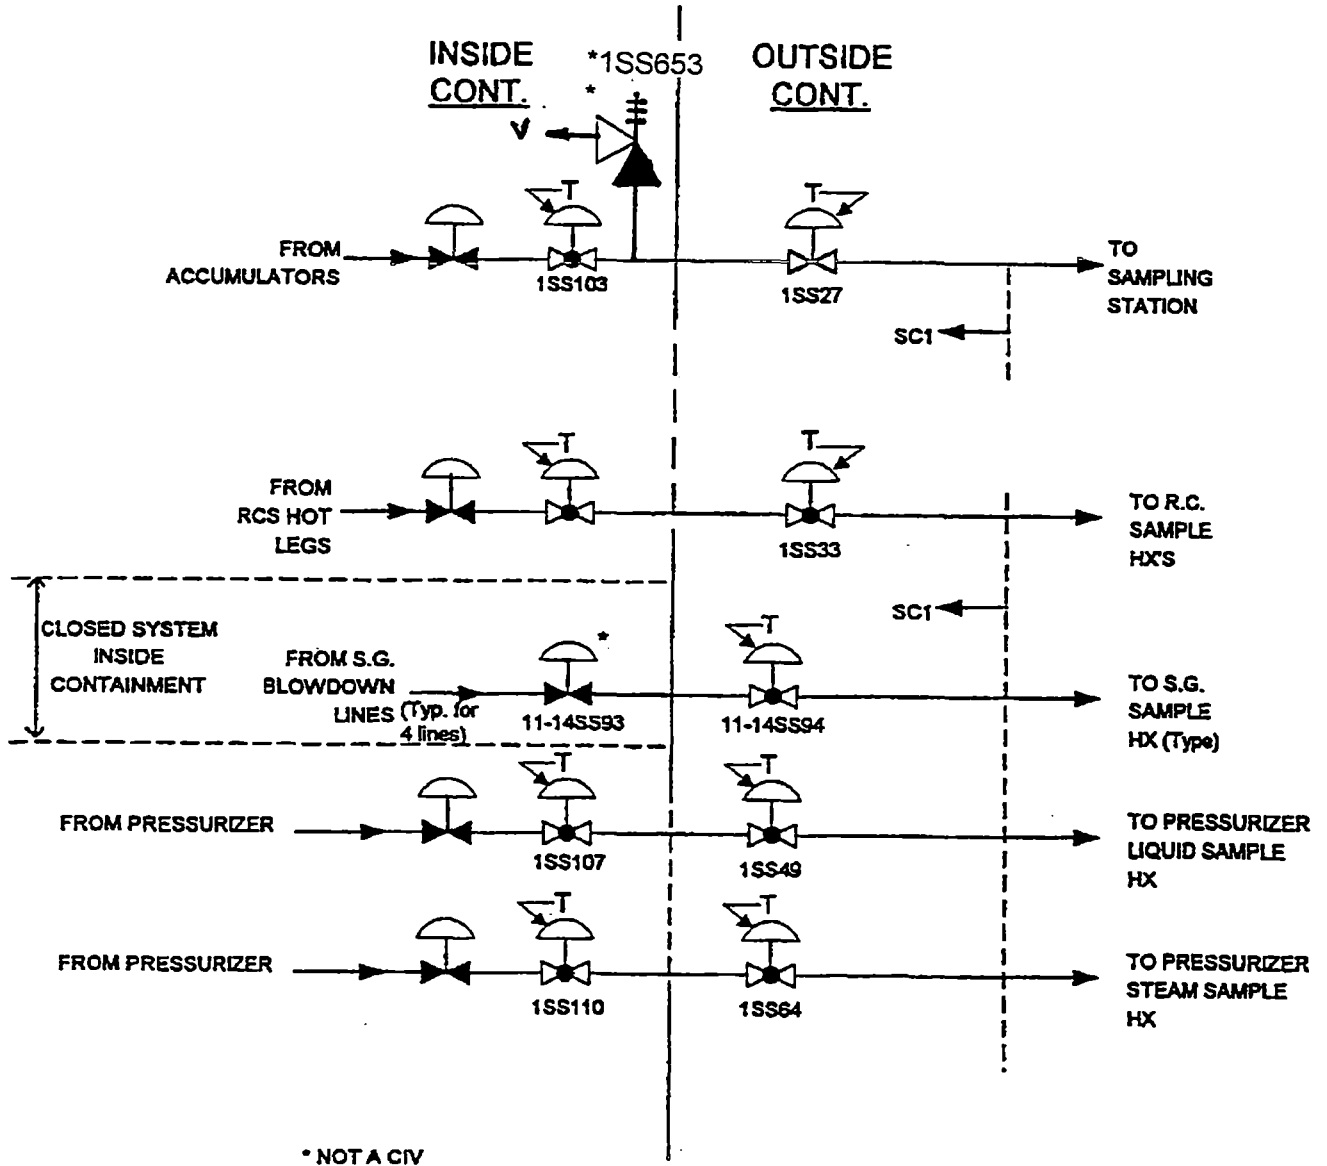 INSIDE
CONT.
*1SS653
*
OUTSIDE
CONT.
V
T
T
FROM
ACCUMULATORS
1SS103
1SS27
TO
SAMPLING
STATION
SC1
T
T
FROM
RCS HOT
LEGS
1SS33
TO R.C.
SAMPLE
HX'S
SC1
CLOSED SYSTEM
INSIDE
CONTAINMENT
FROM S.G.
BLOWDOWN
LINES (Typ. for
4 lines)
*
11-14SS93
T
11-14SS94
TO S.G.
SAMPLE
HX (Type)
T
T
FROM PRESSURIZER
1SS107
1SS49
TO PRESSURIZER
LIQUID SAMPLE
HX
T
T
FROM PRESSURIZER
1SS110
1SS64
TO PRESSURIZER
STEAM SAMPLE
HX
* NOT A CIV